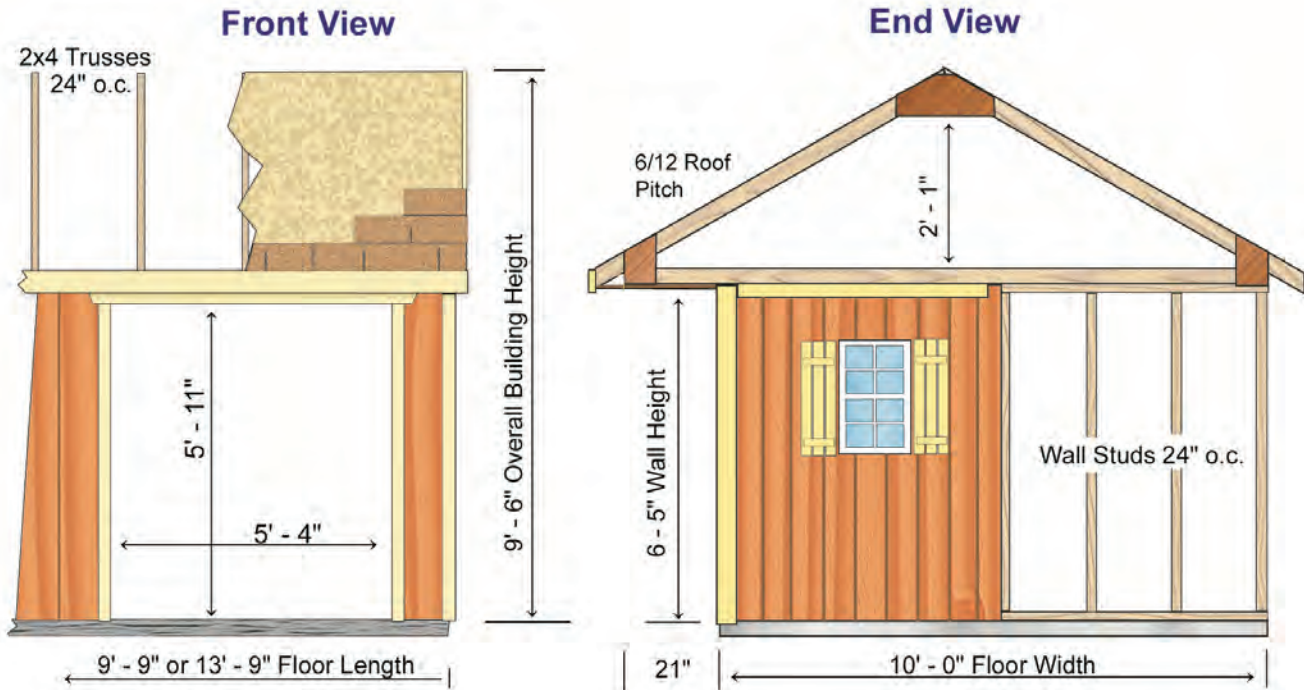 Front View
2x4 Trusses
24" o.c.
5' - 11"
5' - 4"
9' - 6" Overall Building Height
9' - 9" or 13' - 9" Floor Length
End View
6/12 Roof
Pitch
2' - 1"
6 - 5" Wall Height
Wall Studs 24" o.c.
21"
10' - 0" Floor Width